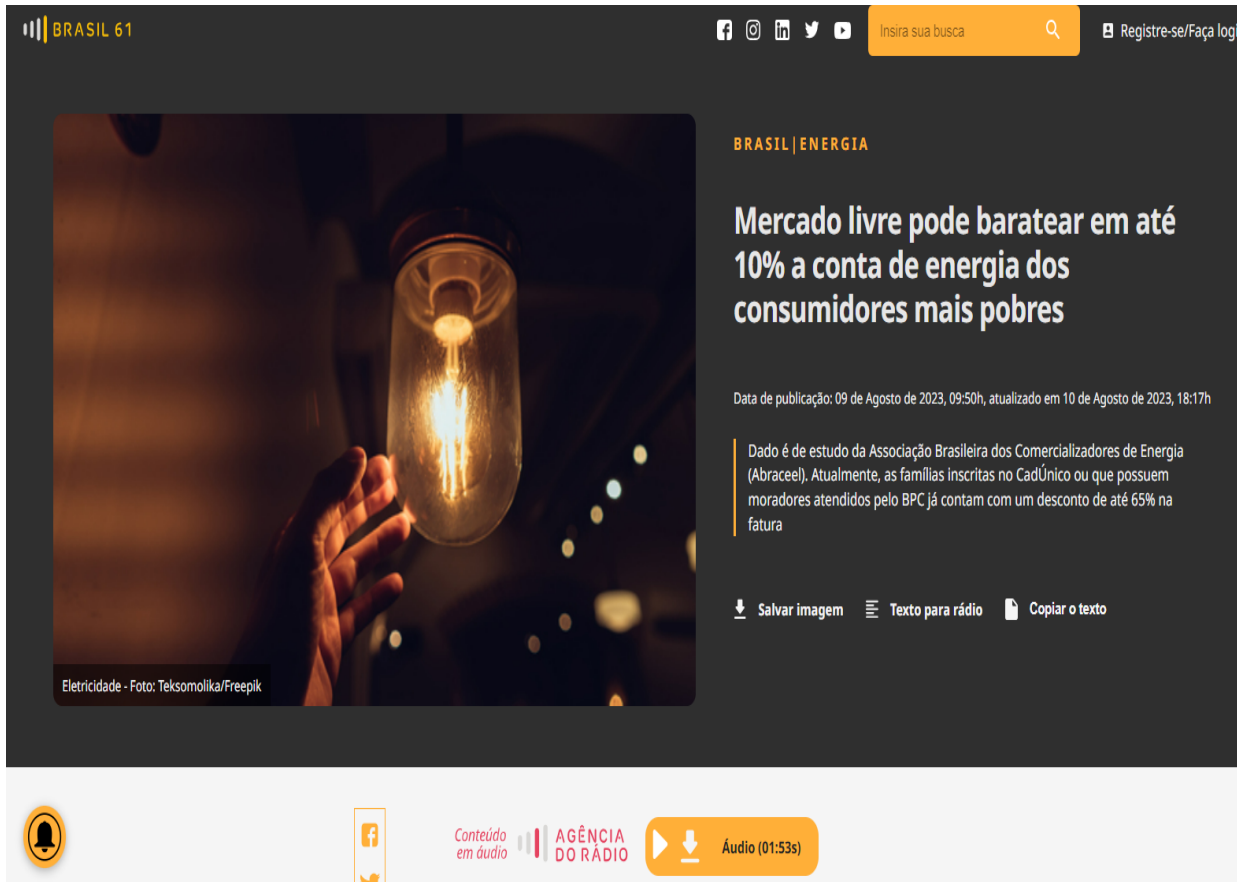 BRASIL 61
Insira sua busca
Registre-se/Faça logi
BRASIL|ENERGIA
Mercado livre pode baratear em até
10% a conta de energia dos
consumidores mais pobres
Data de publicação: 09 de Agosto de 2023, 09:50h, atualizado em 10 de Agosto de 2023, 18:17h
Dado é de estudo da Associação Brasileira dos Comercializadores de Energia
(Abraceel). Atualmente, as famílias inscritas no CadÚnico ou que possuem
moradores atendidos pelo BPC já contam com um desconto de até 65% na
fatura
Salvar imagem
Texto para rádio
Copiar o texto
Eletricidade - Foto: Teksomolika/Freepik
Conteúdo
em áudio
AGÊNCIA
DO RÁDIO
Áudio (01:53s)